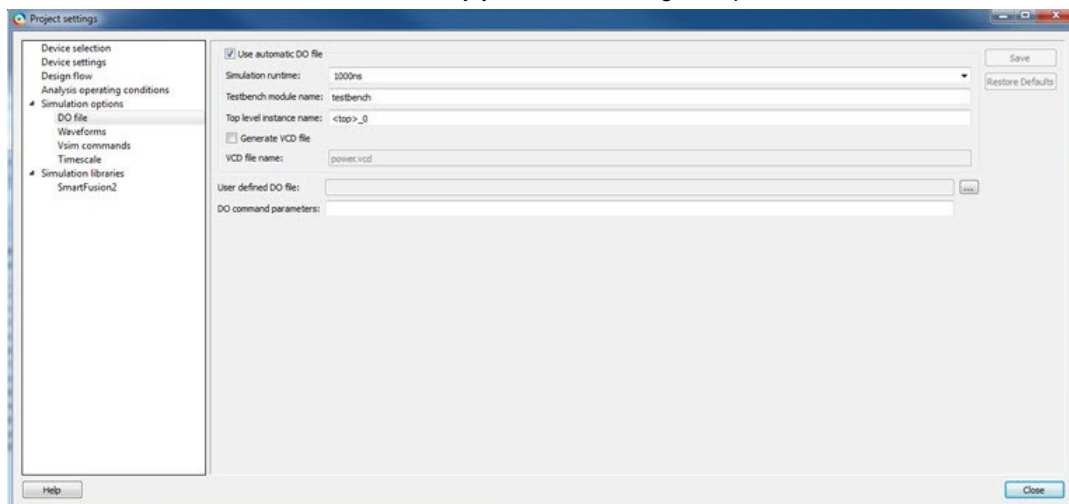 Project settings
Device selection
Device settings
Design flow
Analysis operating conditions
Simulation options
DO file
Waveforms
Vsim commands
Timescale
Simulation libraries
SmartFusion2
Use automatic DO file
Simulation runtime: 1000ns
Testbench module name: testbench
Top level instance name: <top>_0
Generate VCD file
VCD file name: power.vcd
User defined DO file: ...
DO command parameters:
Save
Restore Defaults
Help
Close